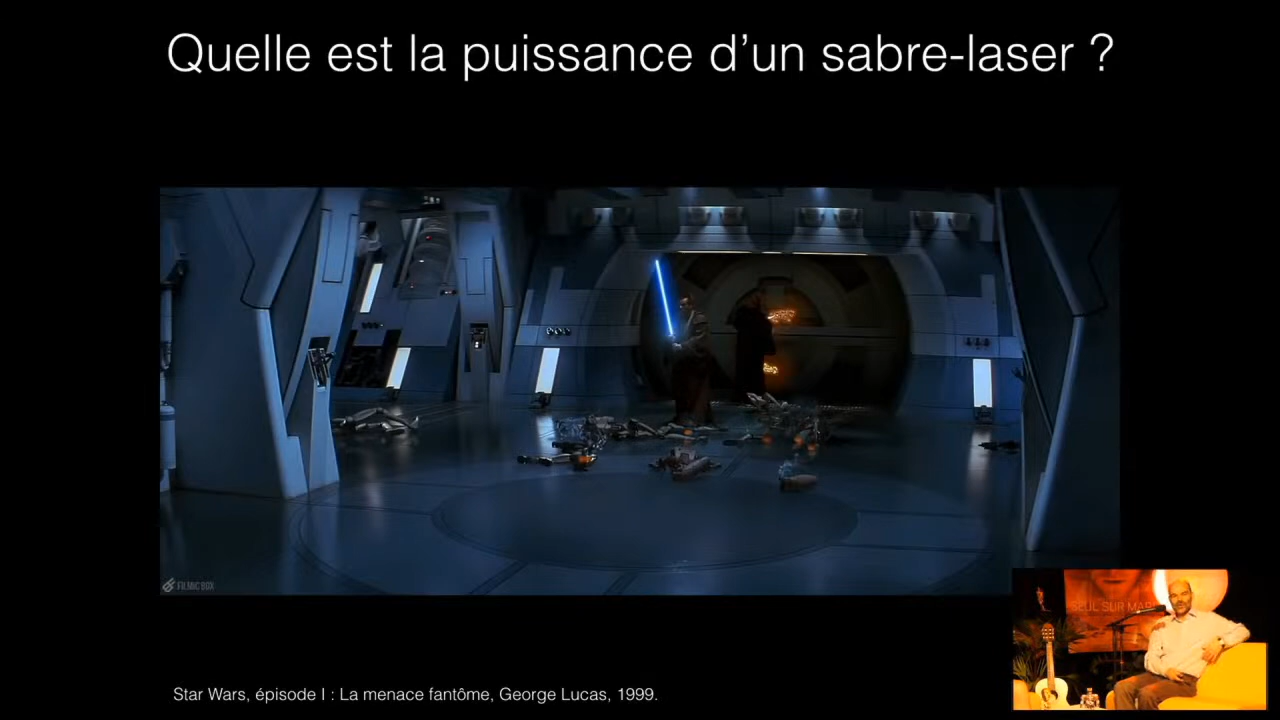 Quelle est la puissance d’un sabre-laser ?
FILMIC BOX
SEUL SUR MARS
Star Wars, épisode I : La menace fantôme, George Lucas, 1999.